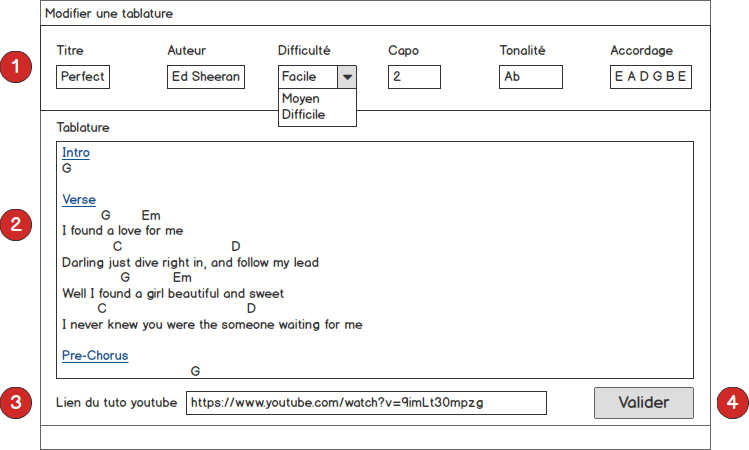 Modifier une tablature
Titre Auteur Difficulté Capo Tonalité Accordage
1
Perfect Ed Sheeran Facile 2 Ab E A D G B E
Moyen
Difficile
Tablature
Intro
G
Verse
2
G Em
I found a love for me
C D
Darling just dive right in, and follow my lead
G Em
Well I found a girl beautiful and sweet
C D
I never knew you were the someone waiting for me
Pre-Chorus
G
3 Lien du tuto youtube https://www.youtube.com/watch?v=9imLt30mpzg Valider 4